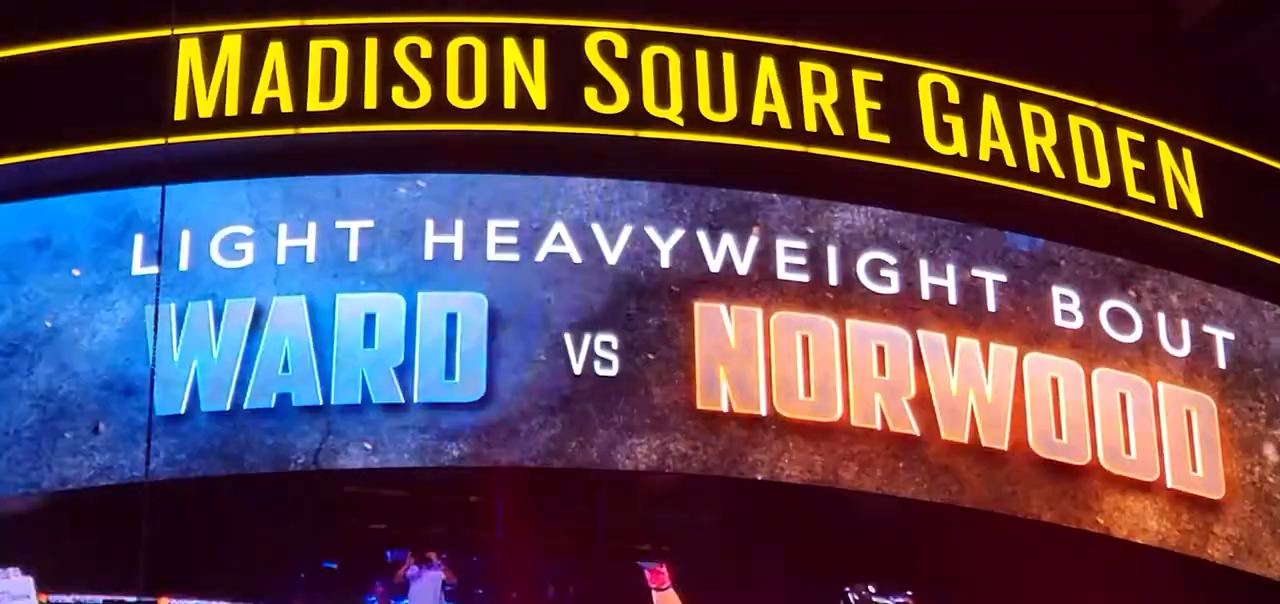 MADISON SQUARE GARDEN
LIGHT HEAVYWEIGHT BOUT
WARD VS NORWOOD